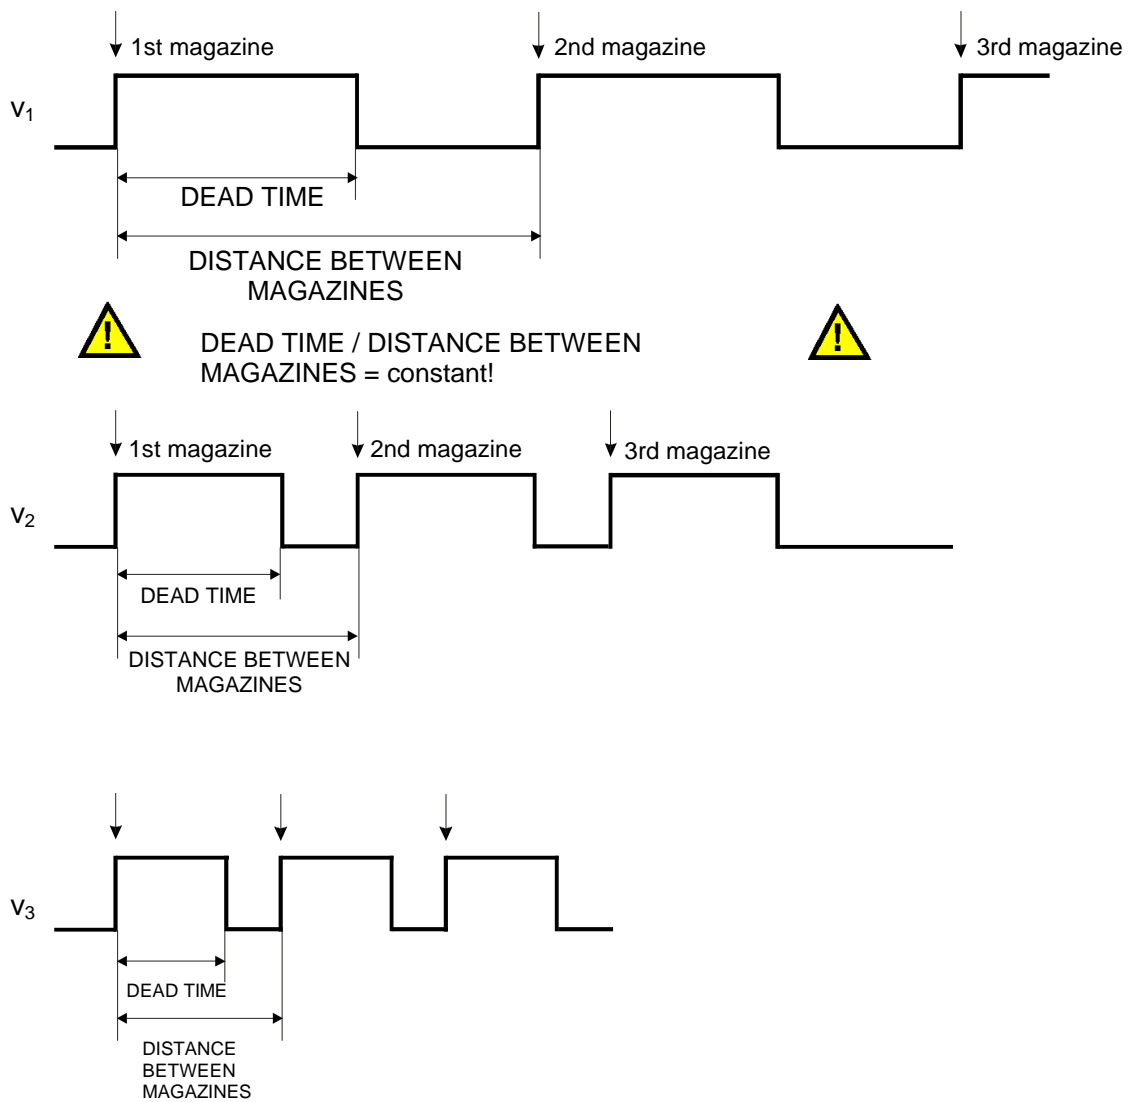 1st magazine
2nd magazine
3rd magazine
v₁
DEAD TIME
DISTANCE BETWEEN
MAGAZINES
!
!
DEAD TIME / DISTANCE BETWEEN
MAGAZINES = constant!
1st magazine
2nd magazine
3rd magazine
v₂
DEAD TIME
DISTANCE BETWEEN
MAGAZINES
v₃
DEAD TIME
DISTANCE
BETWEEN
MAGAZINES